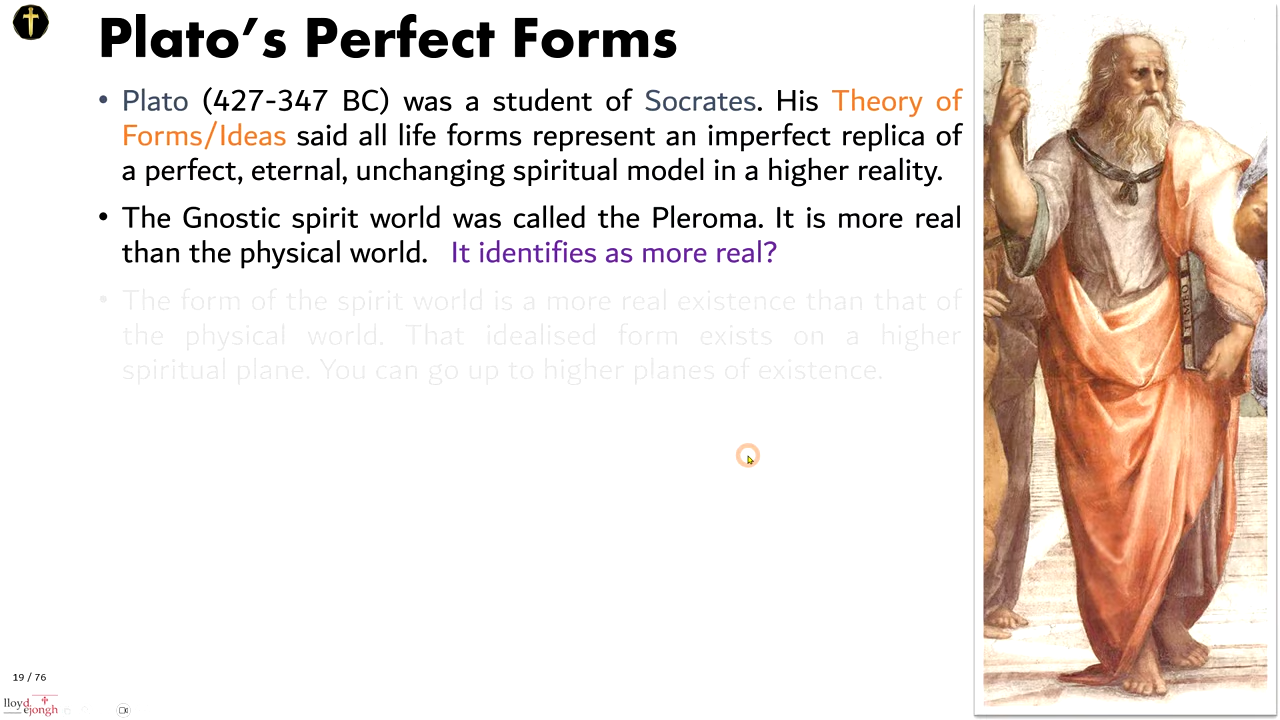 Plato's Perfect Forms
• Plato (427-347 BC) was a student of Socrates. His Theory of
Forms/Ideas said all life forms represent an imperfect replica of
a perfect, eternal, unchanging spiritual model in a higher reality.
• The Gnostic spirit world was called the Pleroma. It is more real
than the physical world. It identifies as more real?
• The form of the spirit world is a more real existence than that of
the physical world. That idealised form exists on a higher
spiritual plane. You can go up to higher planes of existence.
TIMEO
19 / 76
lloyd
dejongh